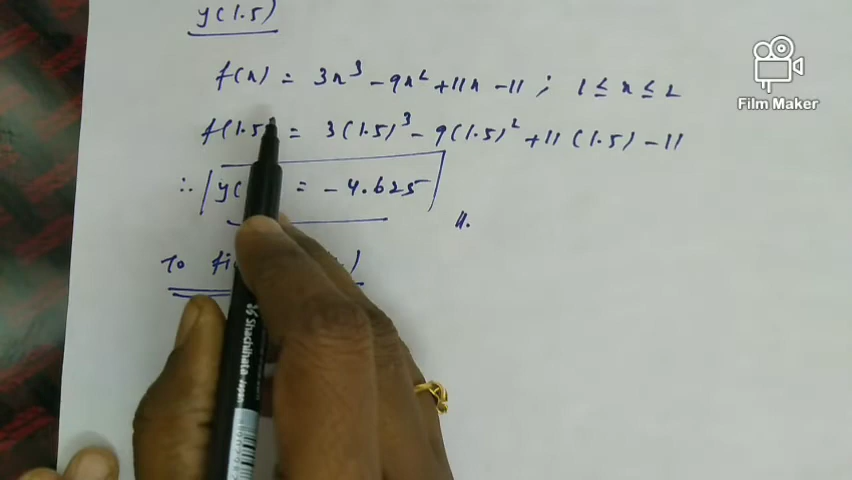 y(1.5)
f(x) = 3x³ - 9x² + 11x - 11 ; 1 ≤ x ≤ 2
f(1.5) = 3(1.5)³ - 9(1.5)² + 11(1.5) - 11
∴ y( = - 4.625 //.
To )
Film Maker
Shachihata